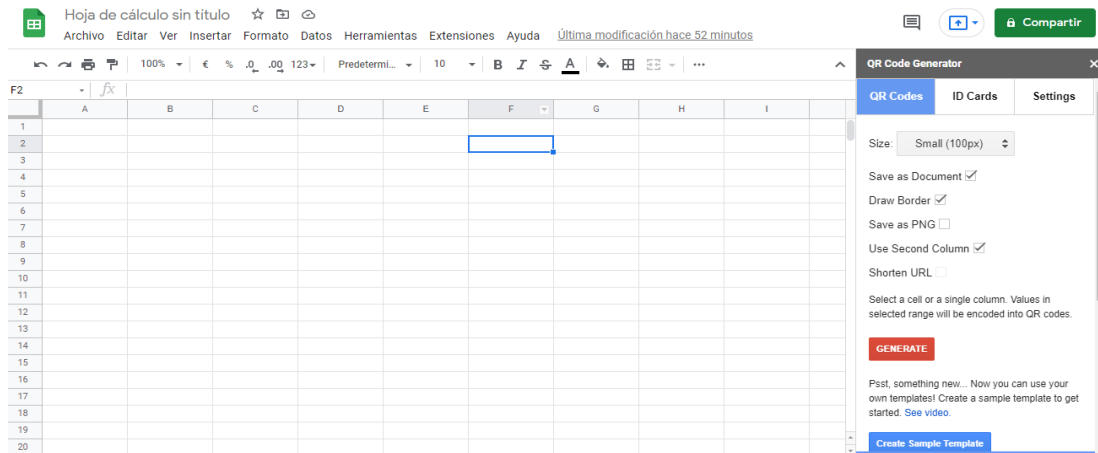 Hoja de cálculo sin título
Archivo Editar Ver Insertar Formato Datos Herramientas Extensiones Ayuda Última modificación hace 52 minutos
Compartir
100% € % .0 .00 123 Predetermi... 10 B I S A
F2 fx
A B C D E F G H I
1
2
3
4
5
6
7
8
9
10
11
12
13
14
15
16
17
18
19
20
QR Code Generator
QR Codes ID Cards Settings
Size: Small (100px)
Save as Document
Draw Border
Save as PNG
Use Second Column
Shorten URL
Select a cell or a single column. Values in
selected range will be encoded into QR codes.
GENERATE
Psst, something new... Now you can use your
own templates! Create a sample template to get
started. See video.
Create Sample Template